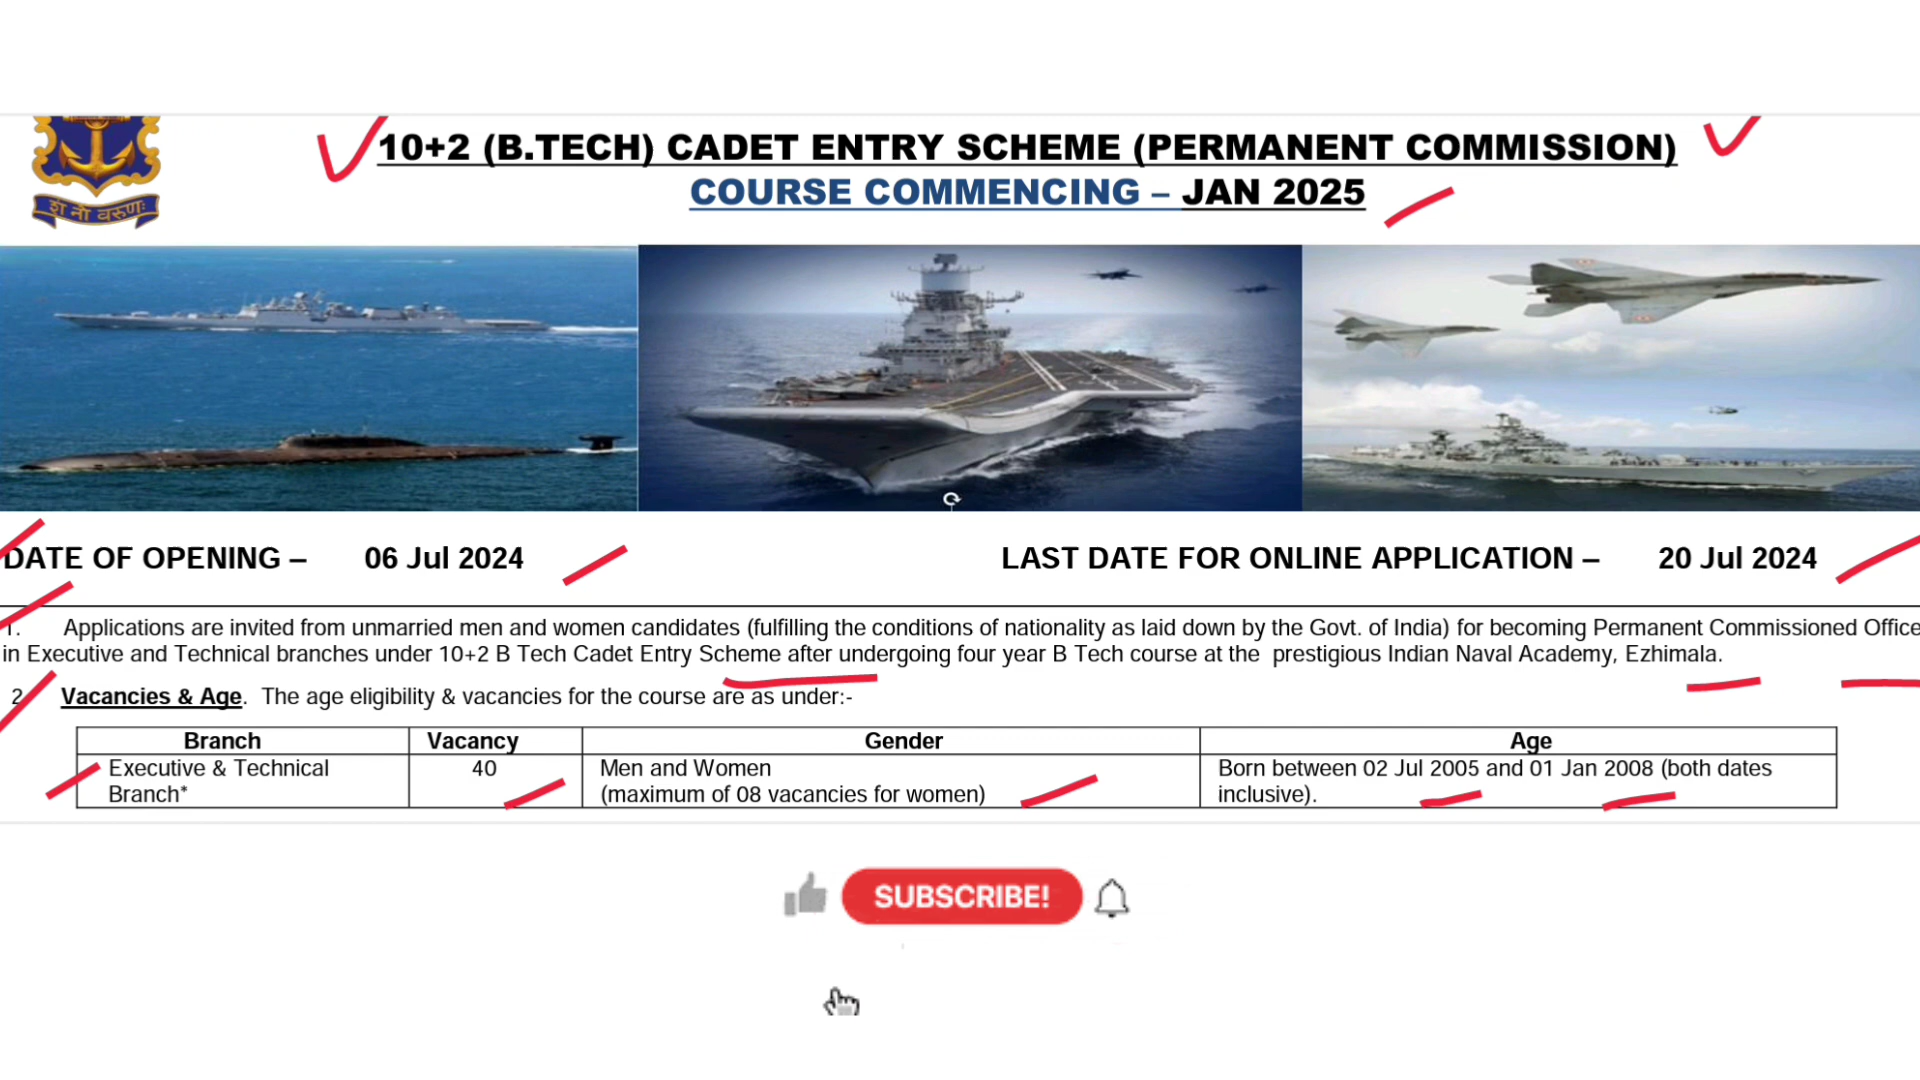 10+2 (B.TECH) CADET ENTRY SCHEME (PERMANENT COMMISSION)
COURSE COMMENCING – JAN 2025
शं नो वरुणः
DATE OF OPENING – 06 Jul 2024 LAST DATE FOR ONLINE APPLICATION – 20 Jul 2024
1. Applications are invited from unmarried men and women candidates (fulfilling the conditions of nationality as laid down by the Govt. of India) for becoming Permanent Commissioned Office
in Executive and Technical branches under 10+2 B Tech Cadet Entry Scheme after undergoing four year B Tech course at the prestigious Indian Naval Academy, Ezhimala.
2 Vacancies & Age. The age eligibility & vacancies for the course are as under:-
Branch Vacancy Gender Age
Executive & Technical 40 Men and Women Born between 02 Jul 2005 and 01 Jan 2008 (both dates
Branch* (maximum of 08 vacancies for women) inclusive).
SUBSCRIBE!